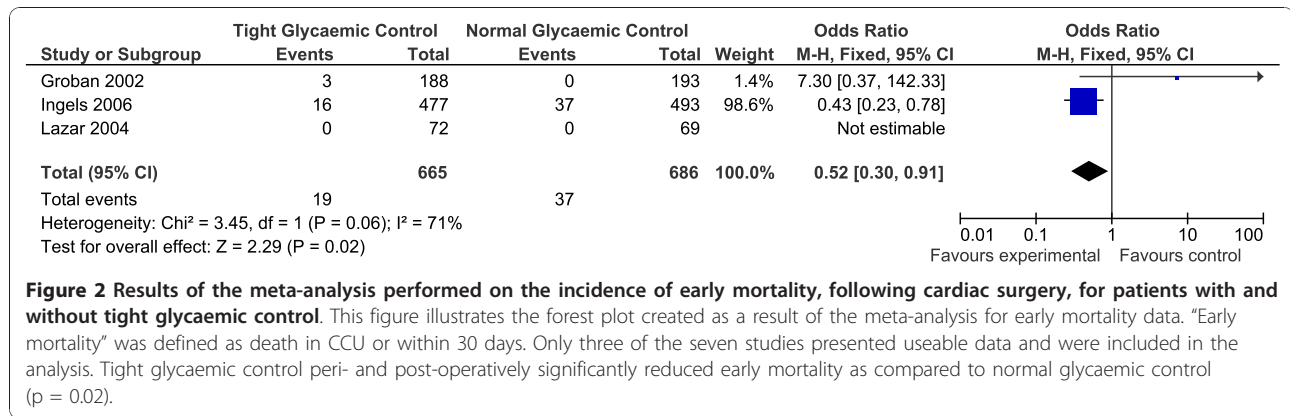 Tight Glycaemic Control Normal Glycaemic Control Odds Ratio Odds Ratio
Study or Subgroup Events Total Events Total Weight M-H, Fixed, 95% CI M-H, Fixed, 95% CI
Groban 2002 3 188 0 193 1.4% 7.30 [0.37, 142.33]
Ingels 2006 16 477 37 493 98.6% 0.43 [0.23, 0.78]
Lazar 2004 0 72 0 69 Not estimable
Total (95% CI) 665 686 100.0% 0.52 [0.30, 0.91]
Total events 19 37
Heterogeneity: Chi² = 3.45, df = 1 (P = 0.06); I² = 71%
Test for overall effect: Z = 2.29 (P = 0.02)
0.01 0.1 1 10 100
Favours experimental Favours control
Figure 2 Results of the meta-analysis performed on the incidence of early mortality, following cardiac surgery, for patients with and
without tight glycaemic control. This figure illustrates the forest plot created as a result of the meta-analysis for early mortality data. “Early
mortality” was defined as death in CCU or within 30 days. Only three of the seven studies presented useable data and were included in the
analysis. Tight glycaemic control peri- and post-operatively significantly reduced early mortality as compared to normal glycaemic control
(p = 0.02).